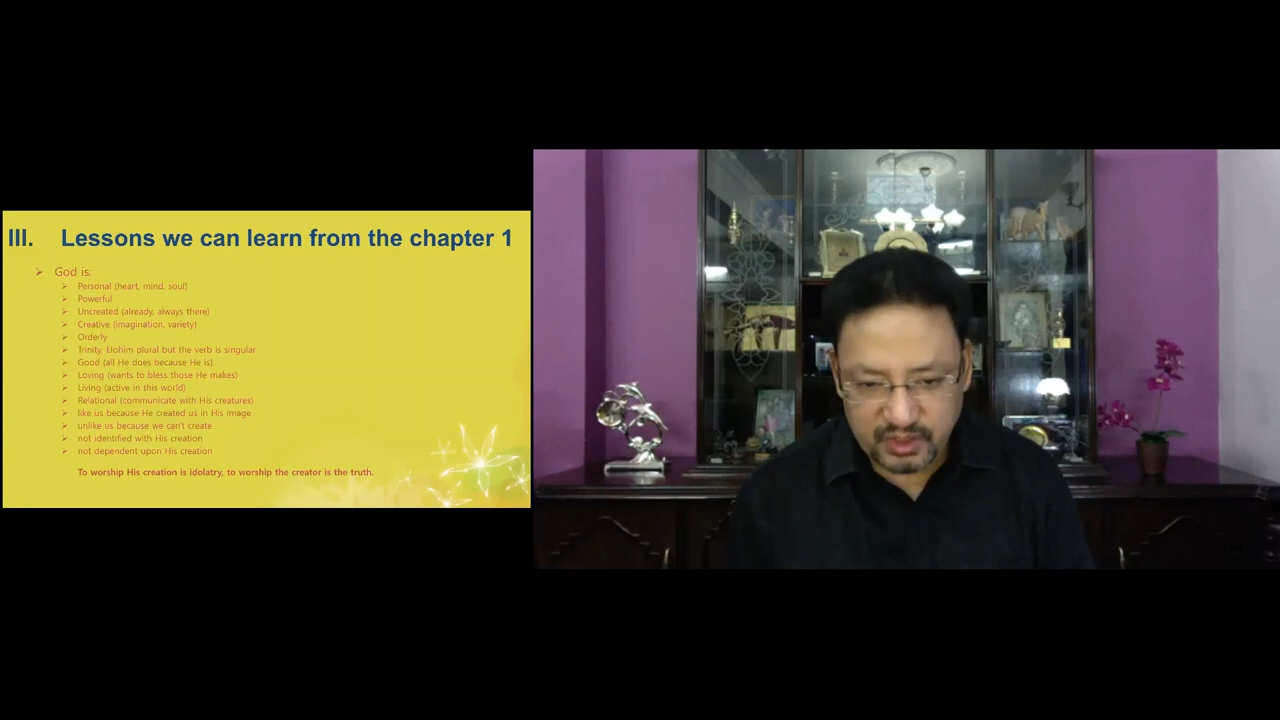 III. Lessons we can learn from the chapter 1
➢ God is:
➢ Personal (heart, mind, soul)
➢ Powerful
➢ Uncreated (already, always there)
➢ Creative (imagination, variety)
➢ Orderly
➢ Trinity, Elohim plural but the verb is singular
➢ Good (all He does because He is)
➢ Loving (wants to bless those He makes)
➢ Living (active in this world)
➢ Relational (communicate with His creatures)
➢ like us because He created us in His image
➢ unlike us because we can't create
➢ not identified with His creation
➢ not dependent upon His creation
To worship His creation is idolatry, to worship the creator is the truth.